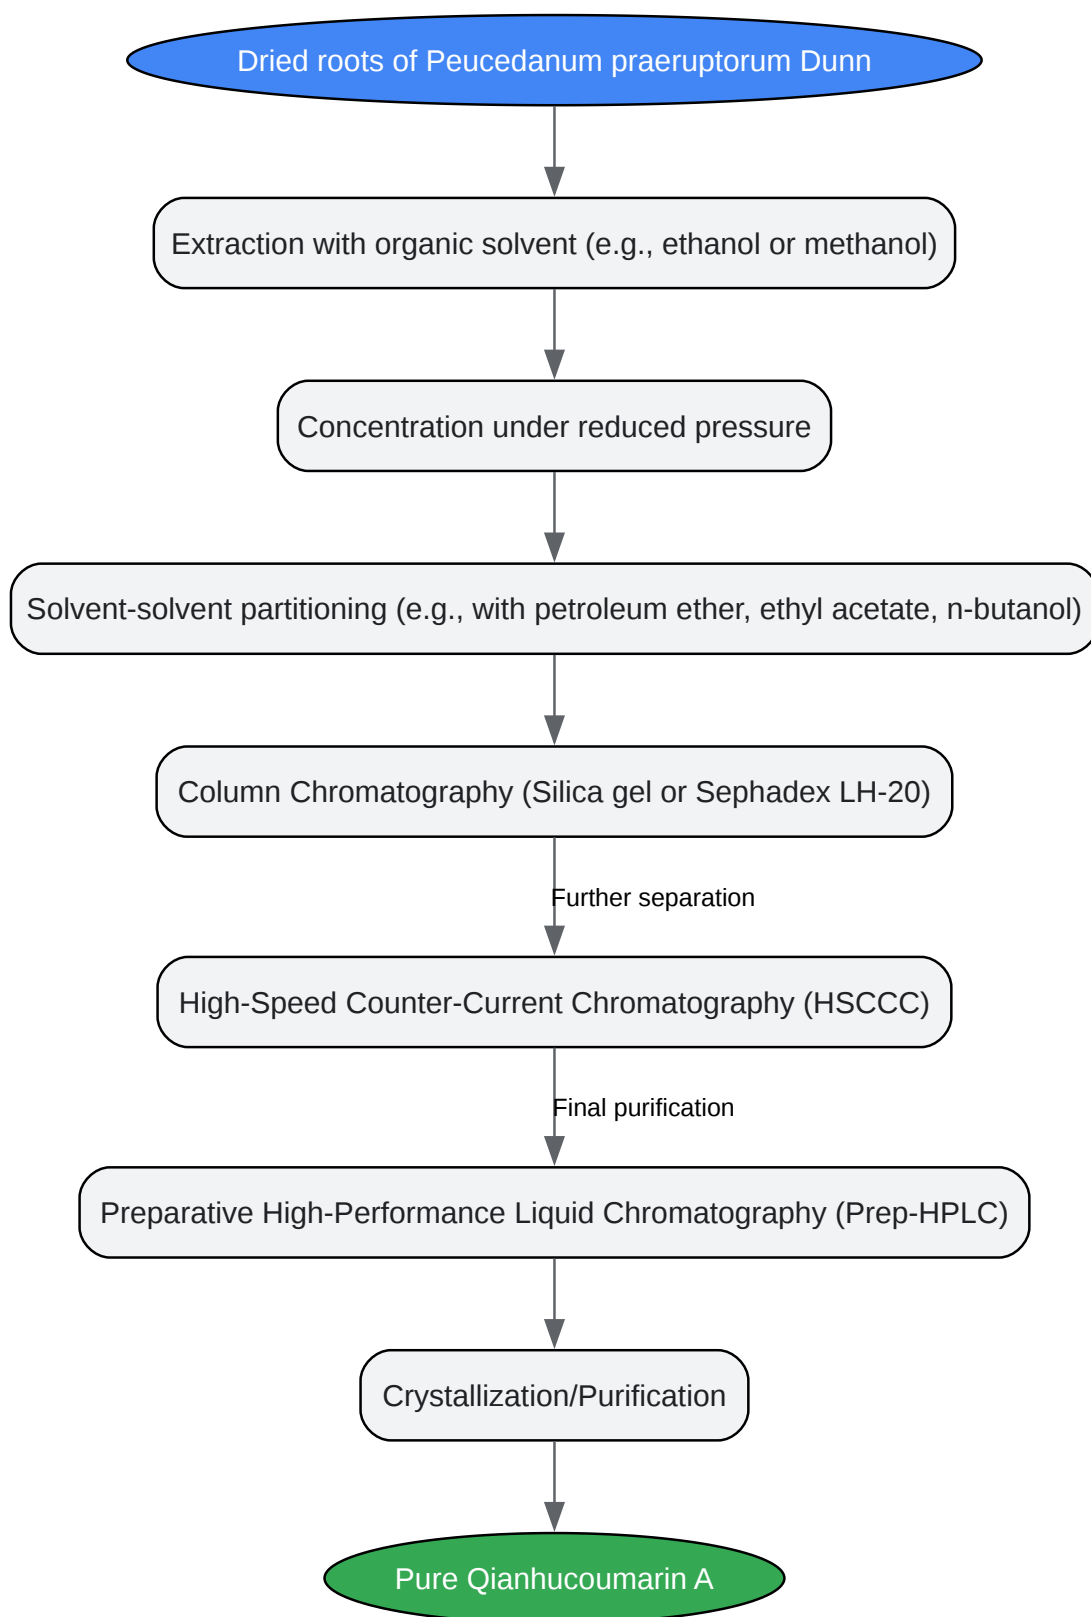 Dried roots of Peucedanum praeruptorum Dunn
Extraction with organic solvent (e.g., ethanol or methanol)
Concentration under reduced pressure
Solvent-solvent partitioning (e.g., with petroleum ether, ethyl acetate, n-butanol)
Column Chromatography (Silica gel or Sephadex LH-20)
Further separation
High-Speed Counter-Current Chromatography (HSCCC)
Final purification
Preparative High-Performance Liquid Chromatography (Prep-HPLC)
Crystallization/Purification
Pure Qianhucoumarin A